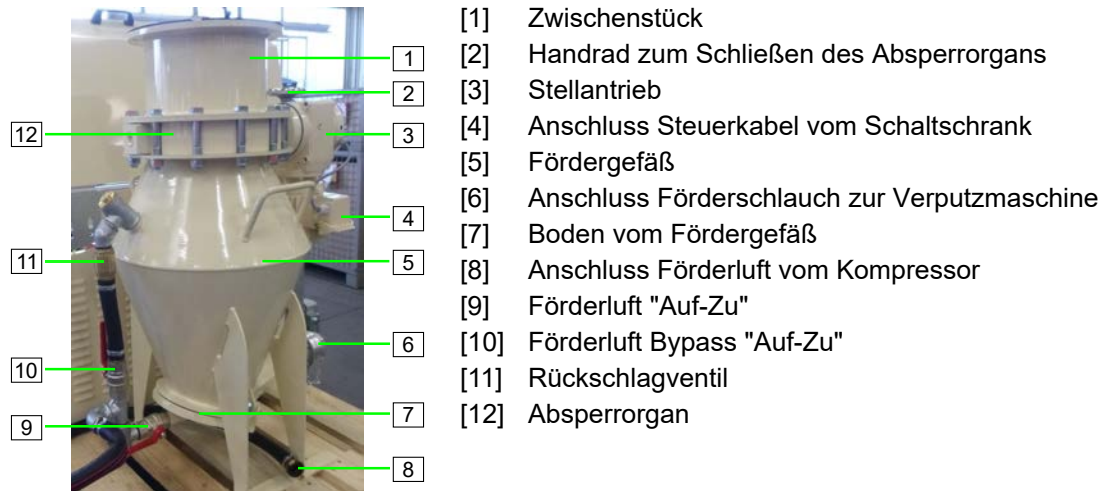 1
2
3
4
5
6
7
8
9
10
11
12
[1] Zwischenstück
[2] Handrad zum Schließen des Absperrorgans
[3] Stellantrieb
[4] Anschluss Steuerkabel vom Schaltschrank
[5] Fördergefäß
[6] Anschluss Förderschlauch zur Verputzmaschine
[7] Boden vom Fördergefäß
[8] Anschluss Förderluft vom Kompressor
[9] Förderluft "Auf-Zu"
[10] Förderluft Bypass "Auf-Zu"
[11] Rückschlagventil
[12] Absperrorgan